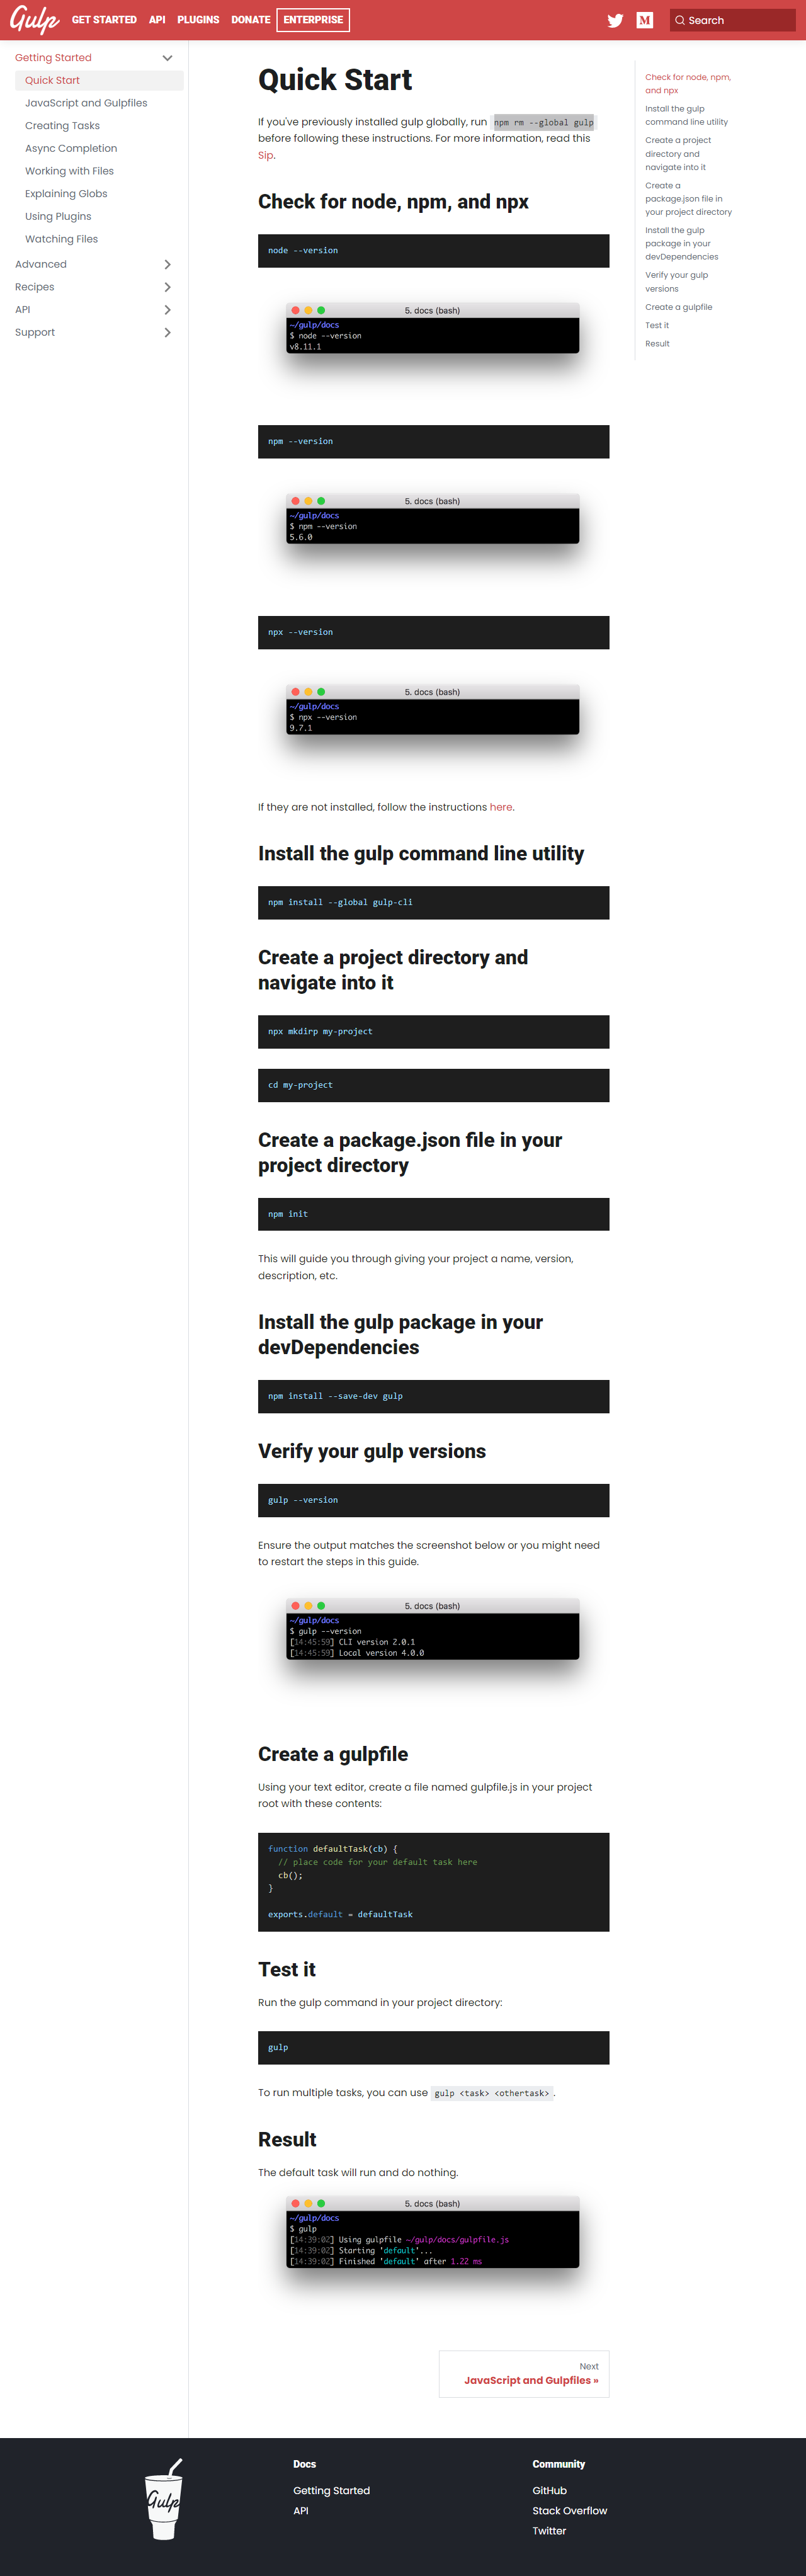 Gulp GET STARTED API PLUGINS DONATE ENTERPRISE Search
Getting Started
Quick Start
JavaScript and Gulpfiles
Creating Tasks
Async Completion
Working with Files
Explaining Globs
Using Plugins
Watching Files
Advanced
Recipes
API
Support
Quick Start
If you've previously installed gulp globally, run npm rm --global gulp
before following these instructions. For more information, read this
Sip.
Check for node, npm, and npx
node --version
5. docs (bash)
~/gulp/docs
$ node --version
v8.11.1
npm --version
5. docs (bash)
~/gulp/docs
$ npm --version
5.6.0
npx --version
5. docs (bash)
~/gulp/docs
$ npx --version
9.7.1
If they are not installed, follow the instructions here.
Install the gulp command line utility
npm install --global gulp-cli
Create a project directory and
navigate into it
npx mkdirp my-project
cd my-project
Create a package.json file in your
project directory
npm init
This will guide you through giving your project a name, version,
description, etc.
Install the gulp package in your
devDependencies
npm install --save-dev gulp
Verify your gulp versions
gulp --version
Ensure the output matches the screenshot below or you might need
to restart the steps in this guide.
5. docs (bash)
~/gulp/docs
$ gulp --version
[14:45:59] CLI version 2.0.1
[14:45:59] Local version 4.0.0
Create a gulpfile
Using your text editor, create a file named gulpfile.js in your project
root with these contents:
function defaultTask(cb) {
// place code for your default task here
cb();
}
exports.default = defaultTask
Test it
Run the gulp command in your project directory:
gulp
To run multiple tasks, you can use gulp <task> <othertask>.
Result
The default task will run and do nothing.
5. docs (bash)
~/gulp/docs
$ gulp
[14:39:02] Using gulpfile ~/gulp/docs/gulpfile.js
[14:39:02] Starting 'default'...
[14:39:02] Finished 'default' after 1.22 ms
Next
JavaScript and Gulpfiles »
Check for node, npm,
and npx
Install the gulp
command line utility
Create a project
directory and
navigate into it
Create a
package.json file in
your project directory
Install the gulp
package in your
devDependencies
Verify your gulp
versions
Create a gulpfile
Test it
Result
Gulp
Docs
Getting Started
API
Community
GitHub
Stack Overflow
Twitter